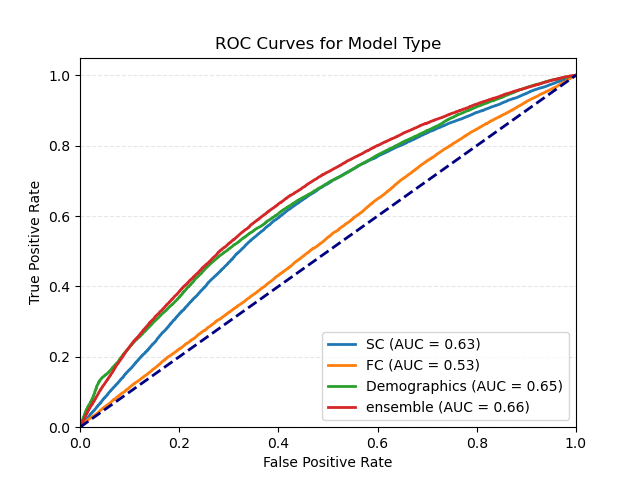 ROC Curves for Model Type
True Positive Rate
1.0
0.8
0.6
0.4
0.2
0.0
SC (AUC = 0.63)
FC (AUC = 0.53)
Demographics (AUC = 0.65)
ensemble (AUC = 0.66)
0.0 0.2 0.4 0.6 0.8 1.0
False Positive Rate